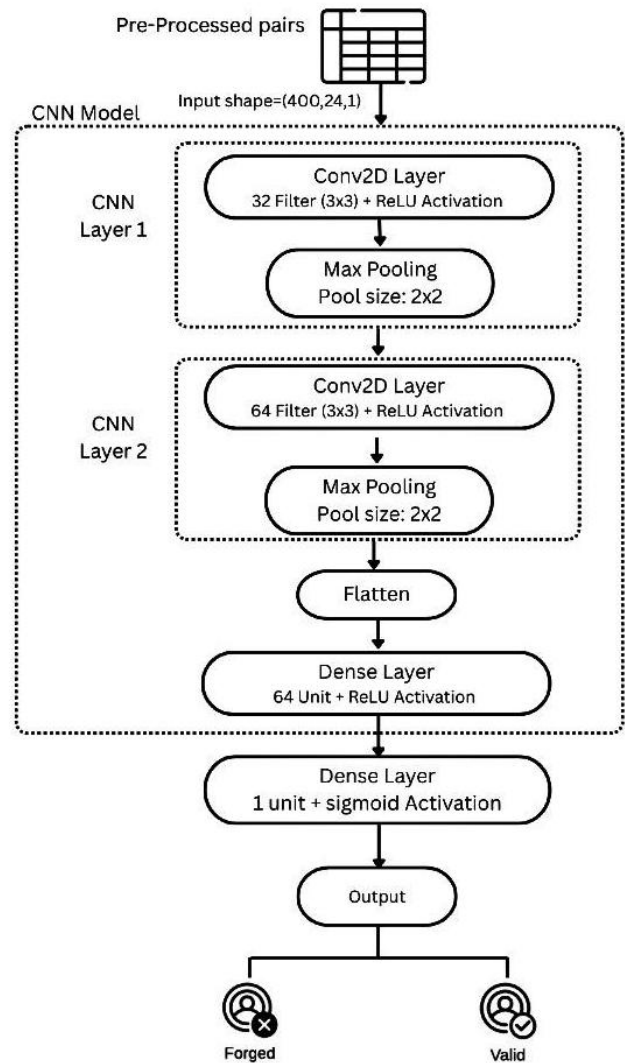 Pre-Processed pairs
Input shape=(400,24,1)
CNN Model
CNN
Layer 1
Conv2D Layer
32 Filter (3x3) + ReLU Activation
Max Pooling
Pool size: 2x2
CNN
Layer 2
Conv2D Layer
64 Filter (3x3) + ReLU Activation
Max Pooling
Pool size: 2x2
Flatten
Dense Layer
64 Unit + ReLU Activation
Dense Layer
1 unit + sigmoid Activation
Output
Forged
Valid